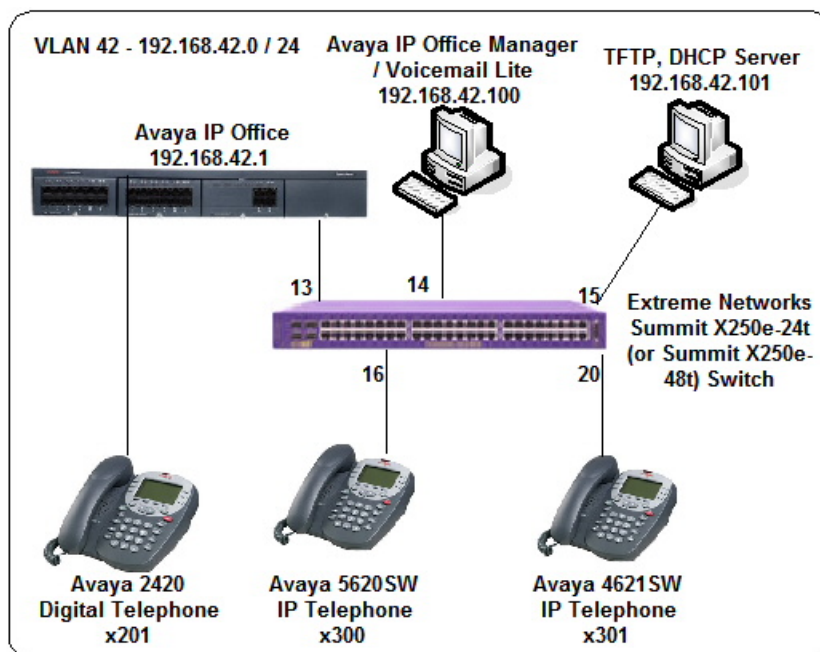 VLAN 42 - 192.168.42.0 / 24
Avaya IP Office Manager
/ Voicemail Lite
192.168.42.100
TFTP, DHCP Server
192.168.42.101
Avaya IP Office
192.168.42.1
13
14
15
Extreme Networks
Summit X250e-24t
(or Summit X250e-
48t) Switch
16
20
Avaya 2420
Digital Telephone
x201
Avaya 5620SW
IP Telephone
x300
Avaya 4621SW
IP Telephone
x301